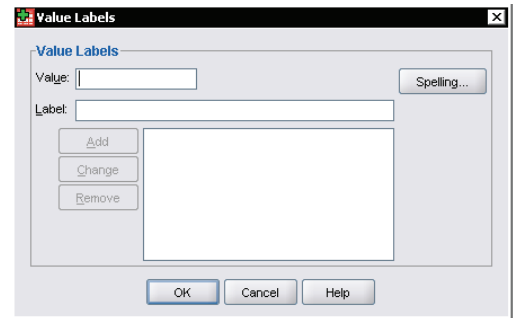 Value Labels
Value Labels
Value:
Spelling...
Label:
Add
Change
Remove
OK Cancel Help